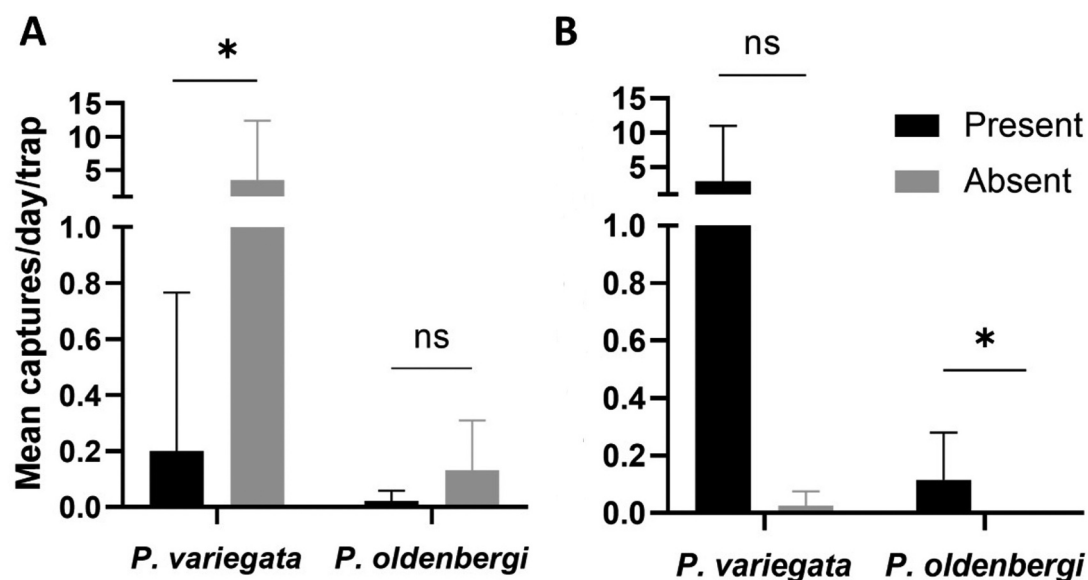 A
B
*
ns
ns
*
Mean captures/day/trap
15
10
5
1.0
0.8
0.6
0.4
0.2
0.0
15
10
5
1.0
0.8
0.6
0.4
0.2
0.0
Present
Absent
P. variegata P. oldenbergi
P. variegata P. oldenbergi